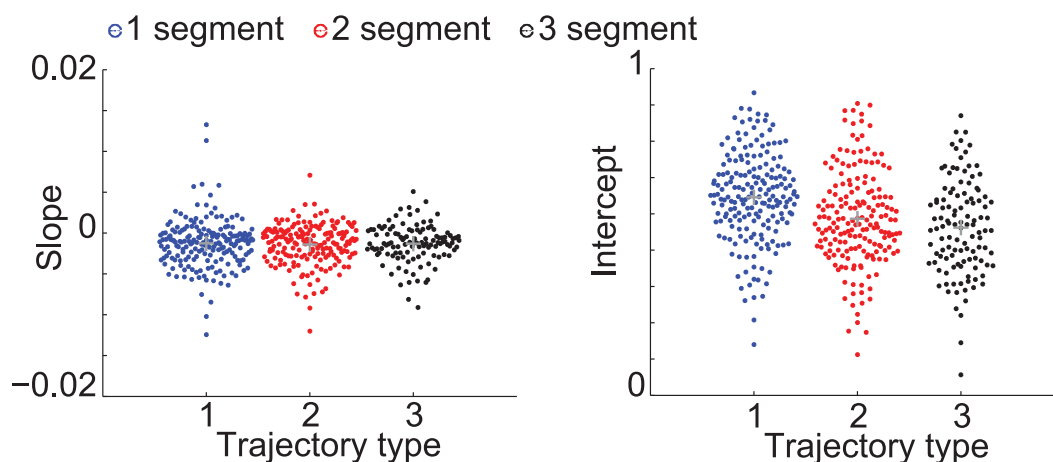 1 segment 2 segment 3 segment
0.02
0
−0.02
Slope
1 2 3
Trajectory type
1
0
Intercept
1 2 3
Trajectory type